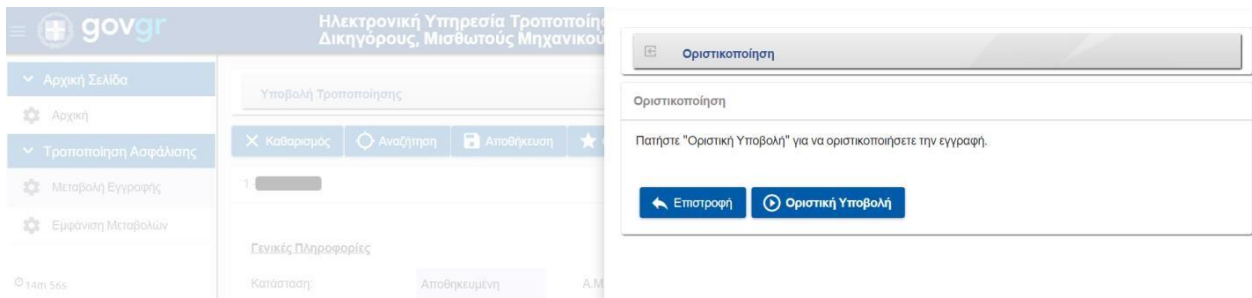 govgr
Ηλεκτρονική Υπηρεσία Τροποποίησ
Δικηγόρους, Μισθωτούς Μηχανικού
Αρχική Σελίδα
Αρχική
Τροποποίηση Ασφάλισης
Μεταβολή Εγγραφής
Εμφάνιση Μεταβολών
14m 56s
Υποβολή Τροποποίησης
Καθαρισμός
Αναζήτηση
Αποθήκευση
1.
Γενικές Πληροφορίες
Κατάσταση:
Αποθηκευμένη
Α.Μ
Οριστικοποίηση
Οριστικοποίηση
Πατήστε "Οριστική Υποβολή" για να οριστικοποιήσετε την εγγραφή.
Επιστροφή
Οριστική Υποβολή